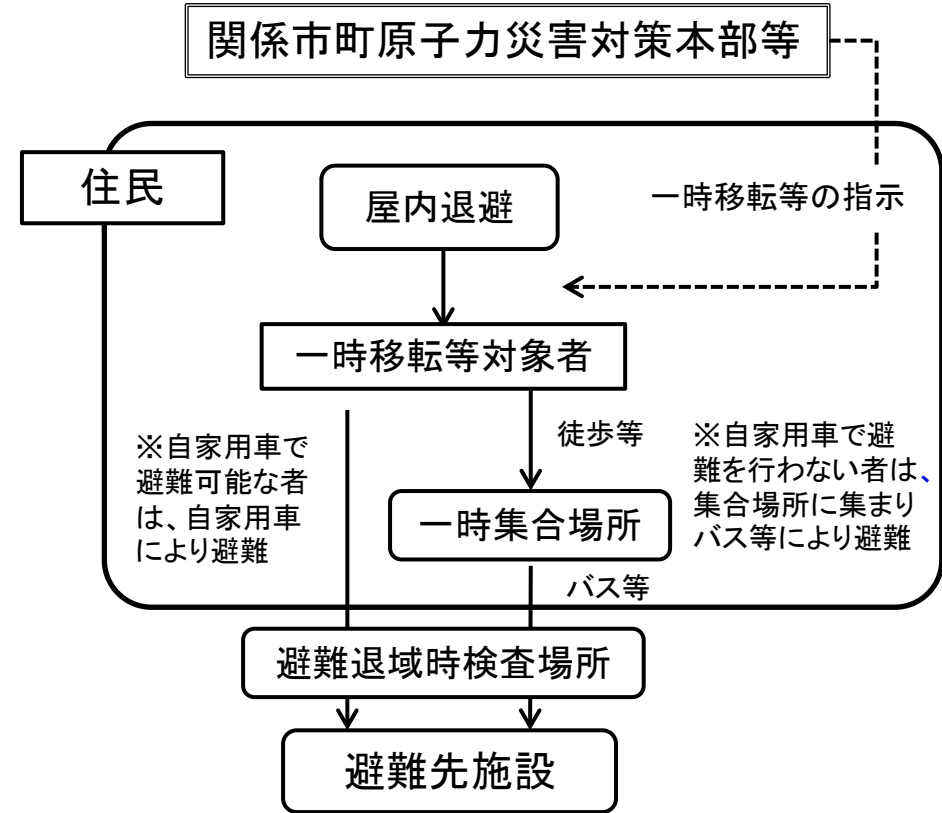 関係市町原子力災害対策本部等
住民
屋内退避
一時移転等の指示
一時移転等対象者
※自家用車で
避難可能な者
は、自家用車
により避難
徒歩等
※自家用車で避
難を行わない者は、
集合場所に集まり
バス等により避難
一時集合場所
バス等
避難退域時検査場所
避難先施設